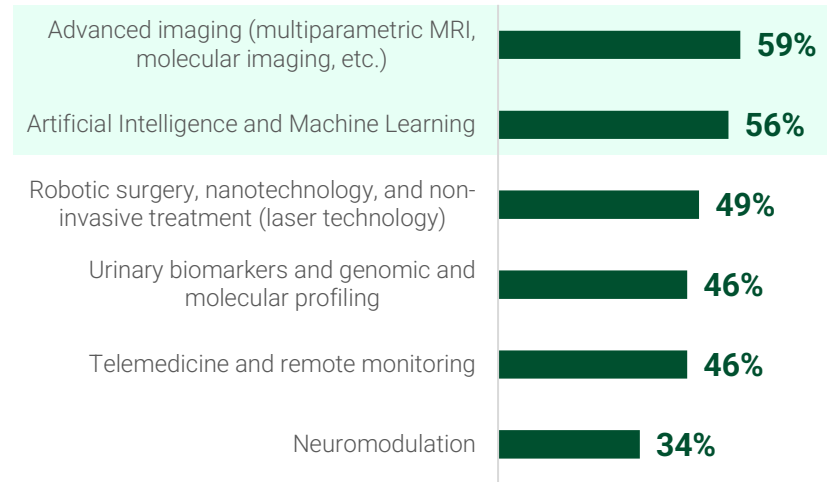 Advanced imaging (multiparametric MRI,
molecular imaging, etc.)
59%
Artificial Intelligence and Machine Learning
56%
Robotic surgery, nanotechnology, and non-
invasive treatment (laser technology)
49%
Urinary biomarkers and genomic and
molecular profiling
46%
Telemedicine and remote monitoring
46%
Neuromodulation
34%